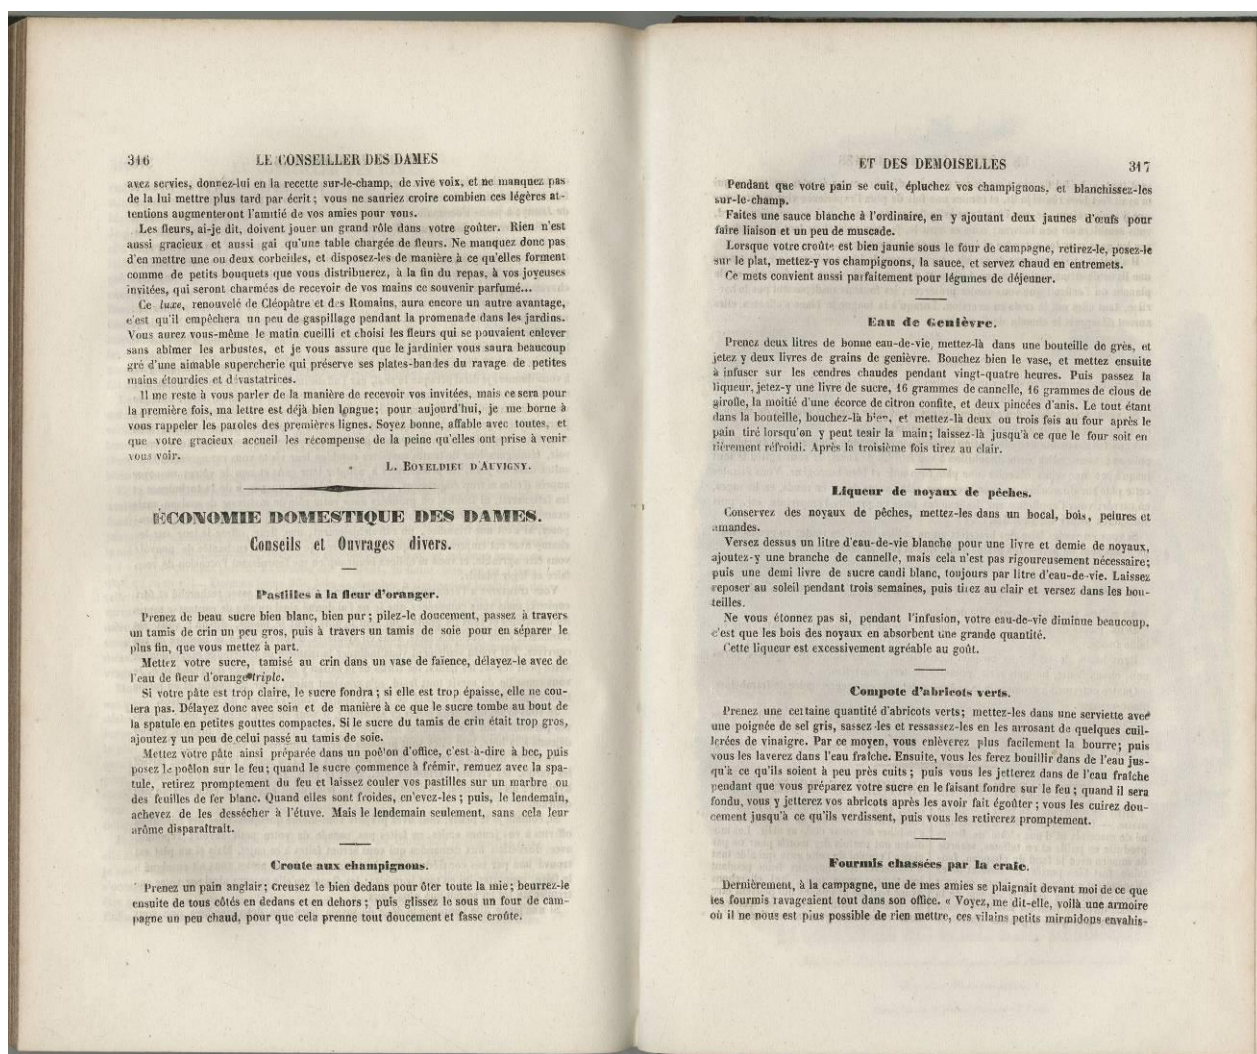 316 LE CONSEILLER DES DAMES
avez servies, donnez-lui en la recette sur-le-champ, de vive voix, et ne manquez pas
de la lui mettre plus tard par écrit ; vous ne sauriez croire combien ces légères at-
tentions augmenteront l'amitié de vos amies pour vous.
Les fleurs, ai-je dit, doivent jouer un grand rôle dans votre goûter. Rien n'est
aussi gracieux et aussi gai qu'une table chargée de fleurs. Ne manquez donc pas
d'en mettre une ou deux corbeilles, et disposez-les de manière à ce qu'elles forment
comme de petits bouquets que vous distribuerez, à la fin du repas, à vos joyeuses
invitées, qui seront charmées de recevoir de vos mains ce souvenir parfumé...
Ce luxe, renouvelé de Cléopâtre et des Romains, aura encore un autre avantage,
c'est qu'il empêchera un peu de gaspillage pendant la promenade dans les jardins.
Vous aurez vous-même le matin cueilli et choisi les fleurs qui se pouvaient enlever
sans abîmer les arbustes, et je vous assure que le jardinier vous saura beaucoup
gré d'une aimable supercherie qui préserve ses plates-bandes du ravage de petites
mains étourdies et dévastatrices.
Il me reste à vous parler de la manière de recevoir vos invitées, mais ce sera pour
la première fois, ma lettre est déjà bien longue; pour aujourd'hui, je me borne à
vous rappeler les paroles des premières lignes. Soyez bonne, affable avec toutes, et
que votre gracieux accueil les récompense de la peine qu'elles ont prise à venir
vous voir.
L. BOYELDIEU D'AUVIGNY.
ÉCONOMIE DOMESTIQUE DES DAMES.
Conseils et Ouvrages divers.
Pastilles à la fleur d'oranger.
Prenez de beau sucre bien blanc, bien pur ; pilez-le doucement, passez à travers
un tamis de crin un peu gros, puis à travers un tamis de soie pour en séparer le
plus fin, que vous mettez à part.
Mettez votre sucre, tamisé au crin dans un vase de faïence, délayez-le avec de
l'eau de fleur d'orange triple.
Si votre pâte est trop claire, le sucre fondra ; si elle est trop épaisse, elle ne cou-
lera pas. Délayez donc avec soin et de manière à ce que le sucre tombe au bout de
la spatule en petites gouttes compactes. Si le sucre du tamis de crin était trop gros,
ajoutez y un peu de celui passé au tamis de soie.
Mettez votre pâte ainsi préparée dans un poêlon d'office, c'est-à-dire à bec, puis
posez le poêlon sur le feu; quand le sucre commence à frémir, remuez avec la spa-
tule, retirez promptement du feu et laissez couler vos pastilles sur un marbre ou
des feuilles de fer blanc. Quand elles sont froides, enlevez-les ; puis, le lendemain,
achevez de les dessécher à l'étuve. Mais le lendemain seulement, sans cela leur
arôme disparaîtrait.
Croute aux champignons.
Prenez un pain anglair; creusez le bien dedans pour ôter toute la mie; beurrez-le
ensuite de tous côtés en dedans et en dehors ; puis glissez le sous un four de cam-
pagne un peu chaud, pour que cela prenne tout doucement et fasse croûte.
ET DES DEMOISELLES 317
Pendant que votre pain se cuit, épluchez vos champignons, et blanchissez-les
sur-le-champ.
Faites une sauce blanche à l'ordinaire, en y ajoutant deux jaunes d'œufs pour
faire liaison et un peu de muscade.
Lorsque votre croûte est bien jaunie sous le four de campagne, retirez-le, posez-le
sur le plat, mettez-y vos champignons, la sauce, et servez chaud en entremets.
Ce mets convient aussi parfaitement pour légumes de déjeuner.
Eau de Genièvre.
Prenez deux litres de bonne eau-de-vie, mettez-là dans une bouteille de grès, et
jetez y deux livres de grains de genièvre. Bouchez bien le vase, et mettez ensuite
à infuser sur les cendres chaudes pendant vingt-quatre heures. Puis passez la
liqueur, jetez-y une livre de sucre, 16 grammes de cannelle, 16 grammes de clous de
girofle, la moitié d'une écorce de citron confite, et deux pincées d'anis. Le tout étant
dans la bouteille, bouchez-là bien, et mettez-là deux ou trois fois au four après le
pain tiré lorsqu'on y peut tenir la main; laissez-là jusqu'à ce que le four soit en
tièrement réfroidi. Après la troisième fois tirez au clair.
Liqueur de noyaux de pêches.
Conservez des noyaux de pêches, mettez-les dans un bocal, bois, pelures et
amandes.
Versez dessus un litre d'eau-de-vie blanche pour une livre et demie de noyaux,
ajoutez-y une branche de cannelle, mais cela n'est pas rigoureusement nécessaire;
puis une demi livre de sucre candi blanc, toujours par litre d'eau-de-vie. Laissez
reposer au soleil pendant trois semaines, puis tirez au clair et versez dans les bou-
teilles.
Ne vous étonnez pas si, pendant l'infusion, votre eau-de-vie diminue beaucoup,
c'est que les bois des noyaux en absorbent une grande quantité.
Cette liqueur est excessivement agréable au goût.
Compote d'abricots verts.
Prenez une certaine quantité d'abricots verts; mettez-les dans une serviette avec
une poignée de sel gris, sassez-les et ressassez-les en les arrosant de quelques cuil-
lerées de vinaigre. Par ce moyen, vous enlèverez plus facilement la bourre; puis
vous les laverez dans l'eau fraîche. Ensuite, vous les ferez bouillir dans de l'eau jus-
qu'à ce qu'ils soient à peu près cuits ; puis vous les jetterez dans de l'eau fraîche
pendant que vous préparez votre sucre en le faisant fondre sur le feu ; quand il sera
fondu, vous y jetterez vos abricots après les avoir fait égoûter ; vous les cuirez dou-
cement jusqu'à ce qu'ils verdissent, puis vous les retirerez promptement.
Fourmis chassées par la craie.
Dernièrement, à la campagne, une de mes amies se plaignait devant moi de ce que
les fourmis ravageaient tout dans son office. « Voyez, me dit-elle, voilà une armoire
où il ne nous est plus possible de rien mettre, ces vilains petits mirmidons envahis-